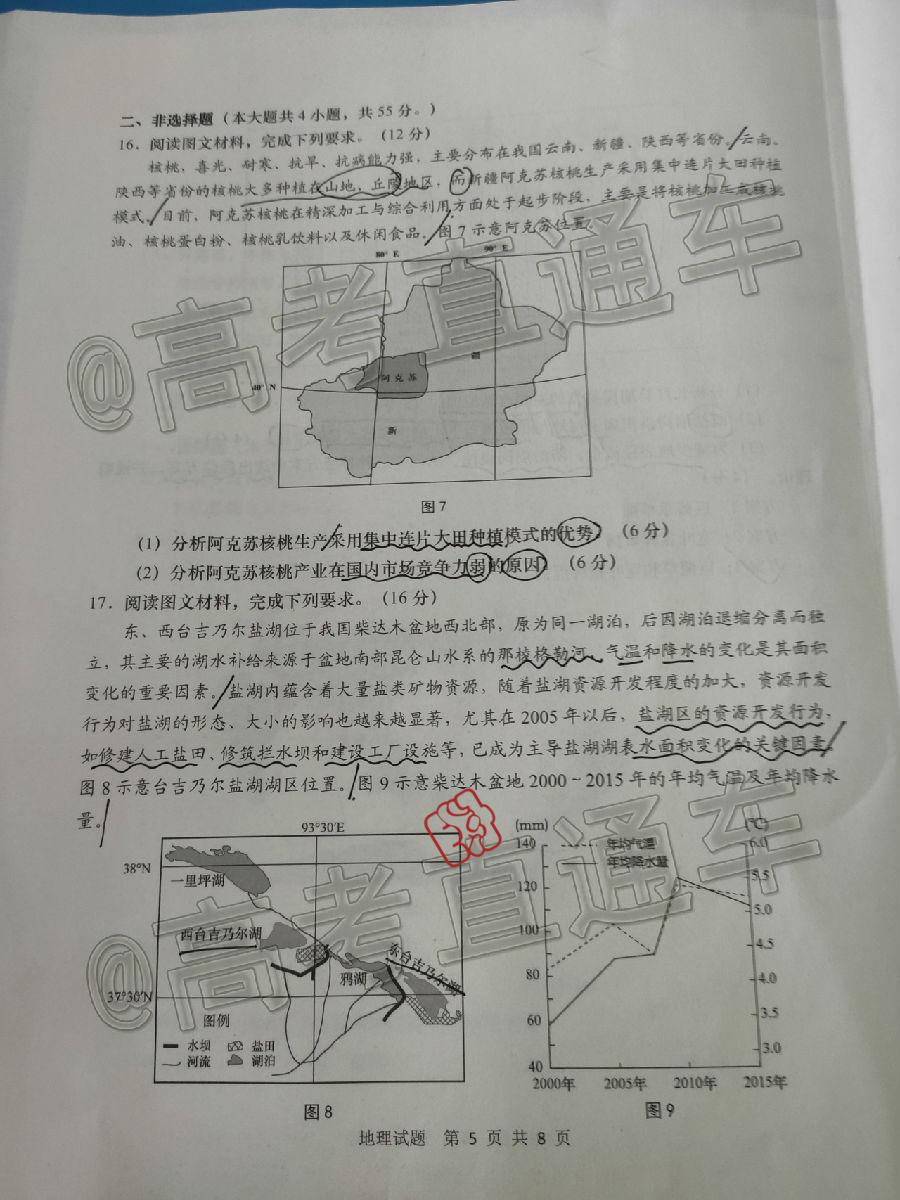 二、非选择题（本大题共4小题，共55分。）
16．阅读图文材料，完成下列要求。（12分）
核桃，喜光、耐寒、抗旱、抗病能力强，主要分布在我国云南、新疆、陕西等省份。云南、
陕西等省份的核桃大多种植在山地、丘陵地区，而新疆阿克苏核桃生产采用集中连片大田种植
模式。目前，阿克苏核桃在精深加工与综合利用方面处于起步阶段，主要是将核桃加工成核桃
油、核桃蛋白粉、核桃乳饮料以及休闲食品。图7示意阿克苏位置。
80° E
90° E
40° N
阿克苏
疆
新
图7
（1）分析阿克苏核桃生产采用集中连片大田种植模式的优势。（6分）
（2）分析阿克苏核桃产业在国内市场竞争力弱的原因。（6分）
17．阅读图文材料，完成下列要求。（16分）
东、西台吉乃尔盐湖位于我国柴达木盆地西北部，原为同一湖泊，后因湖泊退缩分离而独
立，其主要的湖水补给来源于盆地南部昆仑山水系的那棱格勒河。气温和降水的变化是其面积
变化的重要因素。盐湖内蕴含着大量盐类矿物资源，随着盐湖资源开发程度的加大，资源开发
行为对盐湖的形态、大小的影响也越来越显著，尤其在2005年以后，盐湖区的资源开发行为，
如修建人工盐田、修筑拦水坝和建设工厂设施等，已成为主导盐湖湖表水面积变化的关键因素。
图8示意台吉乃尔盐湖湖区位置。图9示意柴达木盆地2000~2015年的年均气温及年均降水
量。
93°30′E
38°N
一里坪湖
西台吉乃尔湖
东台吉乃尔湖
鸦湖
37°30′N
图例
水坝 盐田
河流 湖泊
图8
(mm) (℃)
年均气温
年均降水量
140
120
100
80
60
40
6.0
5.5
5.0
4.5
4.0
3.5
3.0
2000年 2005年 2010年 2015年
图9
地理试题 第5页共8页
@高考直通车
@高考直通车